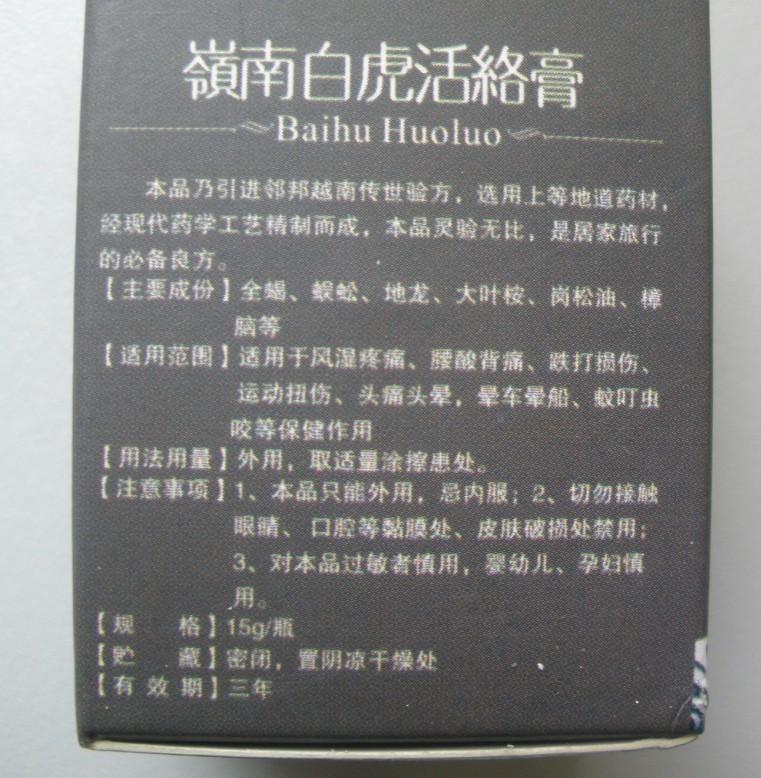 嶺南白虎活絡膏
Baihu Huoluo
本品乃引进邻邦越南传世验方，选用上等地道药材，
经现代药学工艺精制而成，本品灵验无比，是居家旅行
的必备良方。
【主要成份】全蝎、蜈蚣、地龙、大叶桉、岗松油、樟
脑等
【适用范围】适用于风湿疼痛、腰酸背痛、跌打损伤、
运动扭伤、头痛头晕，晕车晕船、蚊叮虫
咬等保健作用
【用法用量】外用，取适量涂擦患处。
【注意事项】1、本品只能外用，忌内服；2、切勿接触
眼睛、口腔等黏膜处、皮肤破损处禁用；
3、对本品过敏者慎用，婴幼儿、孕妇慎
用。
【规 格】15g/瓶
【贮 藏】密闭，置阴凉干燥处
【有效期】三年